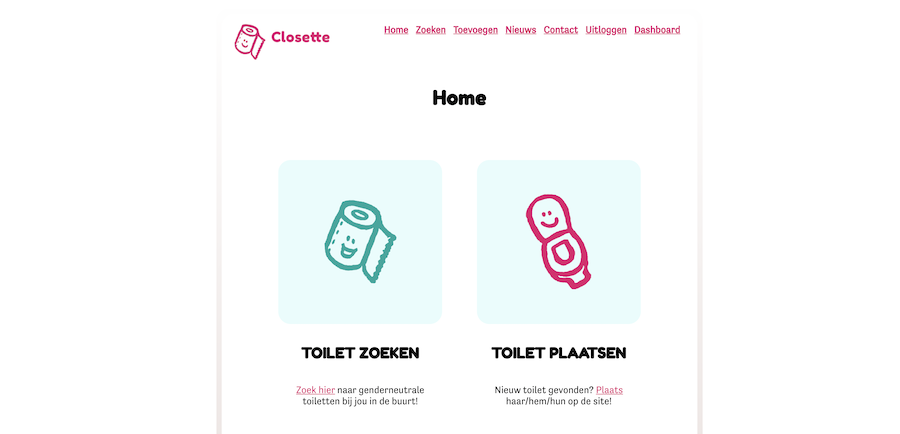 Closette
Home Zoeken Toevoegen Nieuws Contact Uitloggen Dashboard
Home
TOILET ZOEKEN
Zoek hier naar genderneutrale
toiletten bij jou in de buurt!
TOILET PLAATSEN
Nieuw toilet gevonden? Plaats
haar/hem/hun op de site!